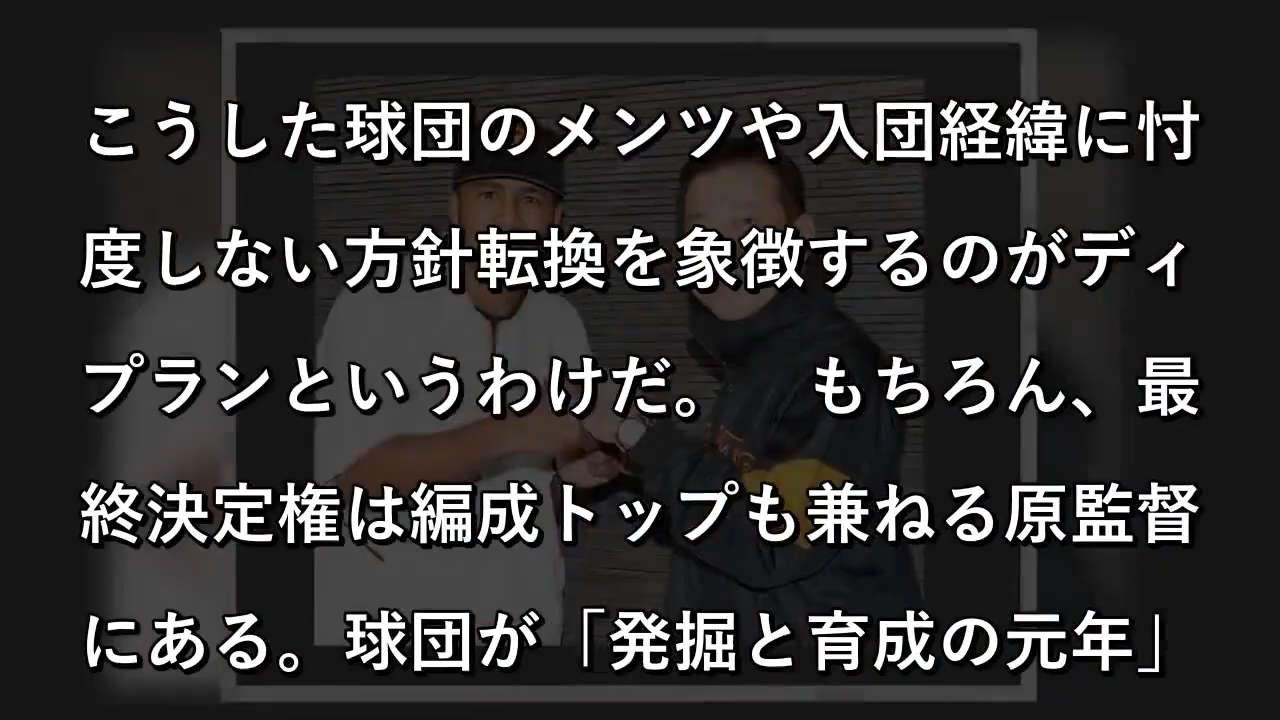 こうした球団のメンツや入団経緯に忖
度しない方針転換を象徴するのがディ
プランというわけだ。　もちろん、最
終決定権は編成トップも兼ねる原監督
にある。球団が「発掘と育成の元年」